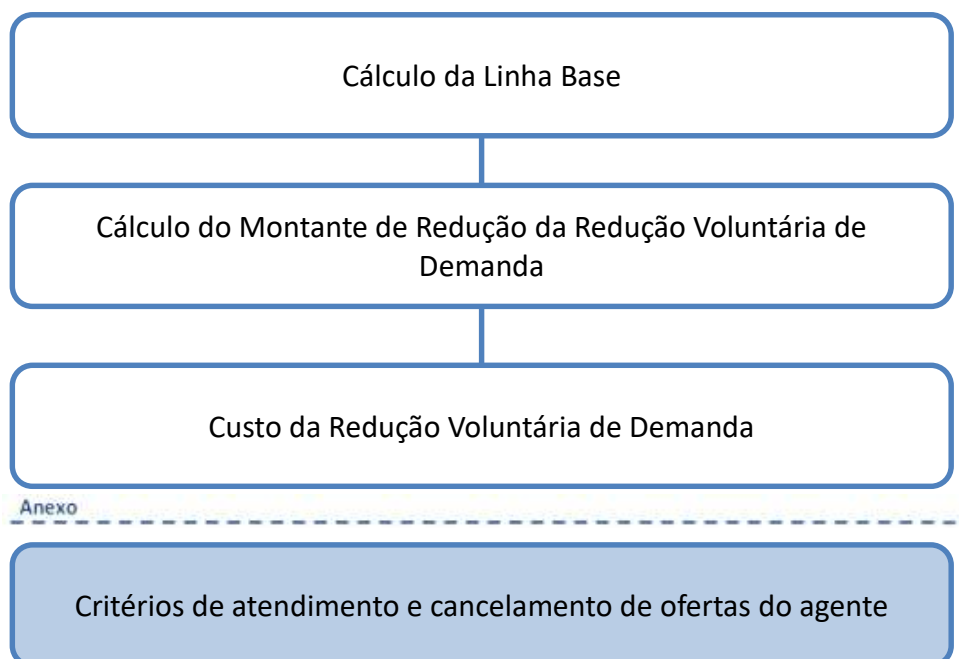 Cálculo da Linha Base
Cálculo do Montante de Redução da Redução Voluntária de
Demanda
Custo da Redução Voluntária de Demanda
Anexo
Critérios de atendimento e cancelamento de ofertas do agente